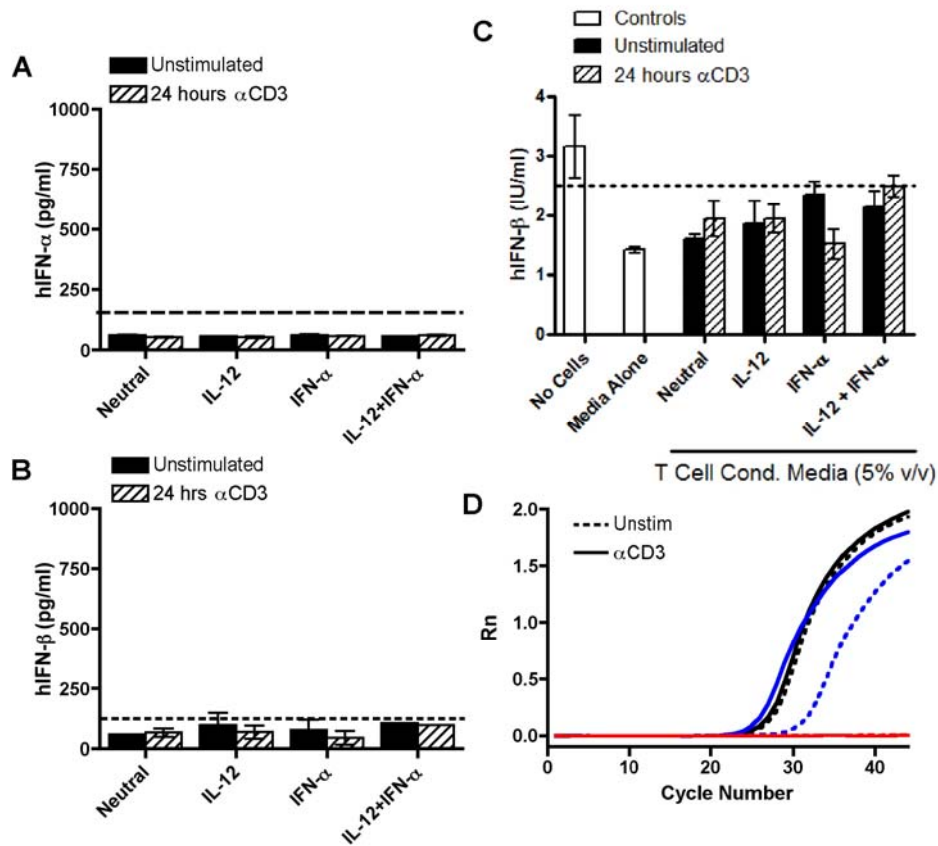 A
Unstimulated
24 hours αCD3
hIFN-α (pg/ml)
1000
750
500
250
0
Neutral
IL-12
IFN-α
IL-12+IFN-α
B
Unstimulated
24 hrs αCD3
hIFN-β (pg/ml)
1000
750
500
250
0
Neutral
IL-12
IFN-α
IL-12+IFN-α
C
Controls
Unstimulated
24 hours αCD3
hIFN-β (IU/ml)
4
3
2
1
0
No Cells
Media Alone
Neutral
IL-12
IFN-α
IL-12 + IFN-α
T Cell Cond. Media (5% v/v)
D
Unstim
αCD3
Rn
2.0
1.5
1.0
0.5
0.0
0
10
20
30
40
Cycle Number